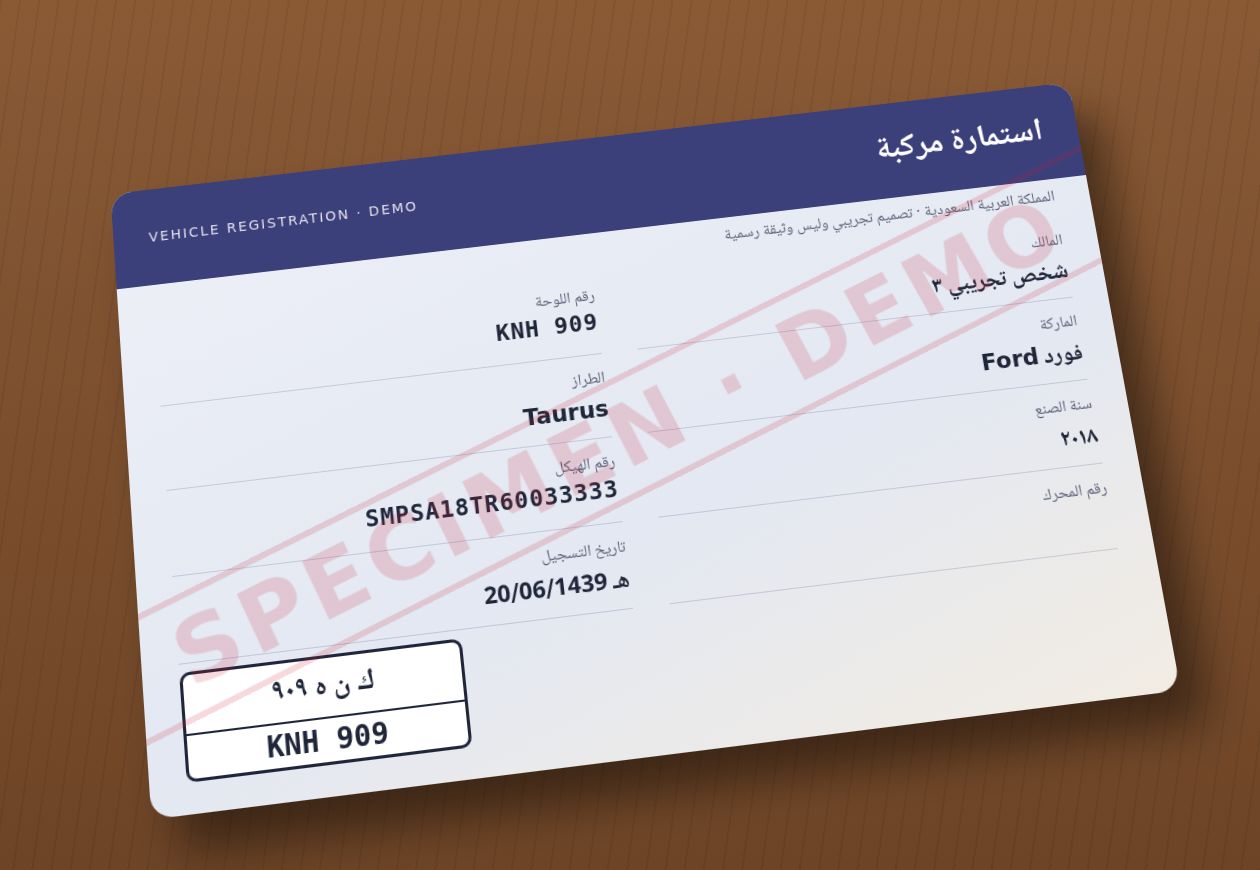 استمارة مركبة
VEHICLE REGISTRATION · DEMO
المملكة العربية السعودية · تصميم تجريبي وليس وثيقة رسمية
المالك
شخص تجريبي ٣
رقم اللوحة
KNH 909
الماركة
فورد Ford
الطراز
Taurus
سنة الصنع
٢٠١٨
رقم الهيكل
SMPSA18TR60033333
رقم المحرك
تاريخ التسجيل
20/06/1439 هـ
ك ن ه ٩٠٩
KNH 909
SPECIMEN · DEMO